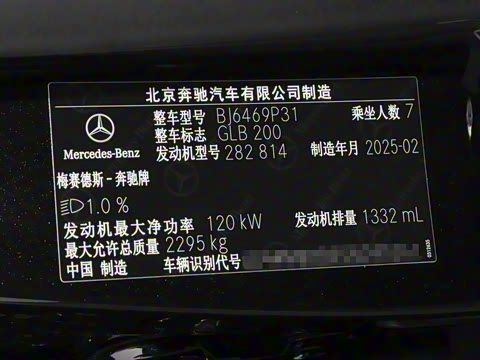 北京奔驰汽车有限公司制造
整车型号 BJ6469P31 乘坐人数 7
整车标志 GLB 200
Mercedes-Benz 发动机型号 282 814 制造年月 2025-02
梅赛德斯-奔驰牌
1.0 %
发动机最大净功率 120 kW 发动机排量 1332 mL
最大允许总质量 2295 kg
中国 制造 车辆识别代号